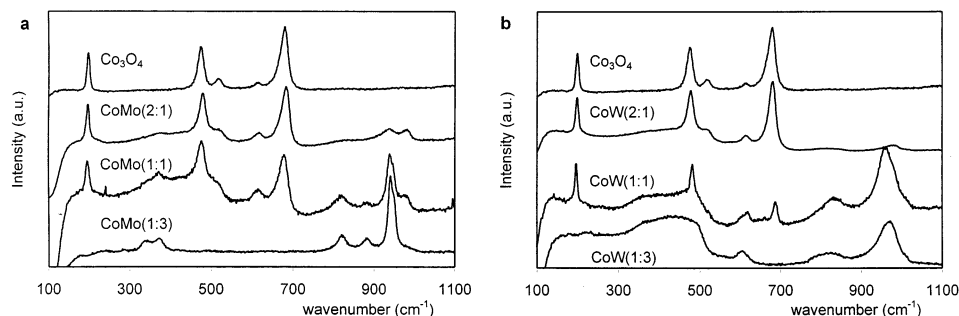 a
Intensity (a.u.)
Co₃O₄
CoMo(2:1)
CoMo(1:1)
CoMo(1:3)
100 300 500 700 900 1100
wavenumber (cm⁻¹)
b
Intensity (a.u.)
Co₃O₄
CoW(2:1)
CoW(1:1)
CoW(1:3)
100 300 500 700 900 1100
wavenumber (cm⁻¹)